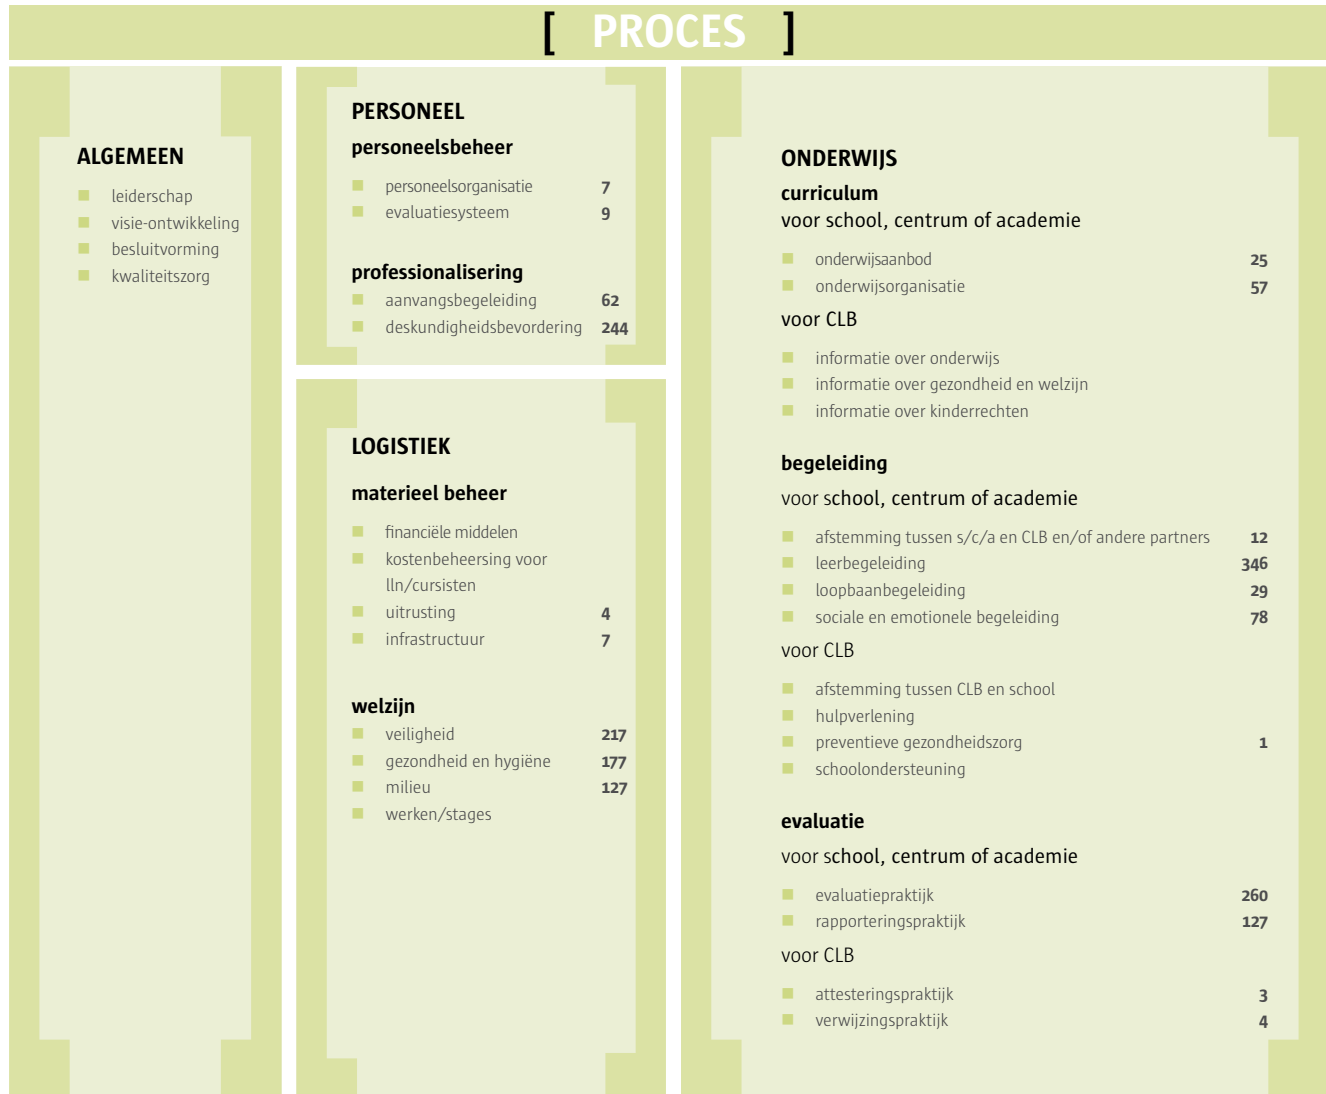 [ PROCES ]
ALGEMEEN
leiderschap
visie-ontwikkeling
besluitvorming
kwaliteitszorg
PERSONEEL
personeelsbeheer
personeelsorganisatie 7
evaluatiesysteem 9
professionalisering
aanvangsbegeleiding 62
deskundigheidsbevordering 244
LOGISTIEK
materieel beheer
financiële middelen
kostenbeheersing voor
lln/cursisten
uitrusting 4
infrastructuur 7
welzijn
veiligheid 217
gezondheid en hygiëne 177
milieu 127
werken/stages
ONDERWIJS
curriculum
voor school, centrum of academie
onderwijsaanbod 25
onderwijsorganisatie 57
voor CLB
informatie over onderwijs
informatie over gezondheid en welzijn
informatie over kinderrechten
begeleiding
voor school, centrum of academie
afstemming tussen s/c/a en CLB en/of andere partners 12
leerbegeleiding 346
loopbaanbegeleiding 29
sociale en emotionele begeleiding 78
voor CLB
afstemming tussen CLB en school
hulpverlening
preventieve gezondheidszorg 1
schoolondersteuning
evaluatie
voor school, centrum of academie
evaluatiepraktijk 260
rapporteringspraktijk 127
voor CLB
attesteringspraktijk 3
verwijzingspraktijk 4